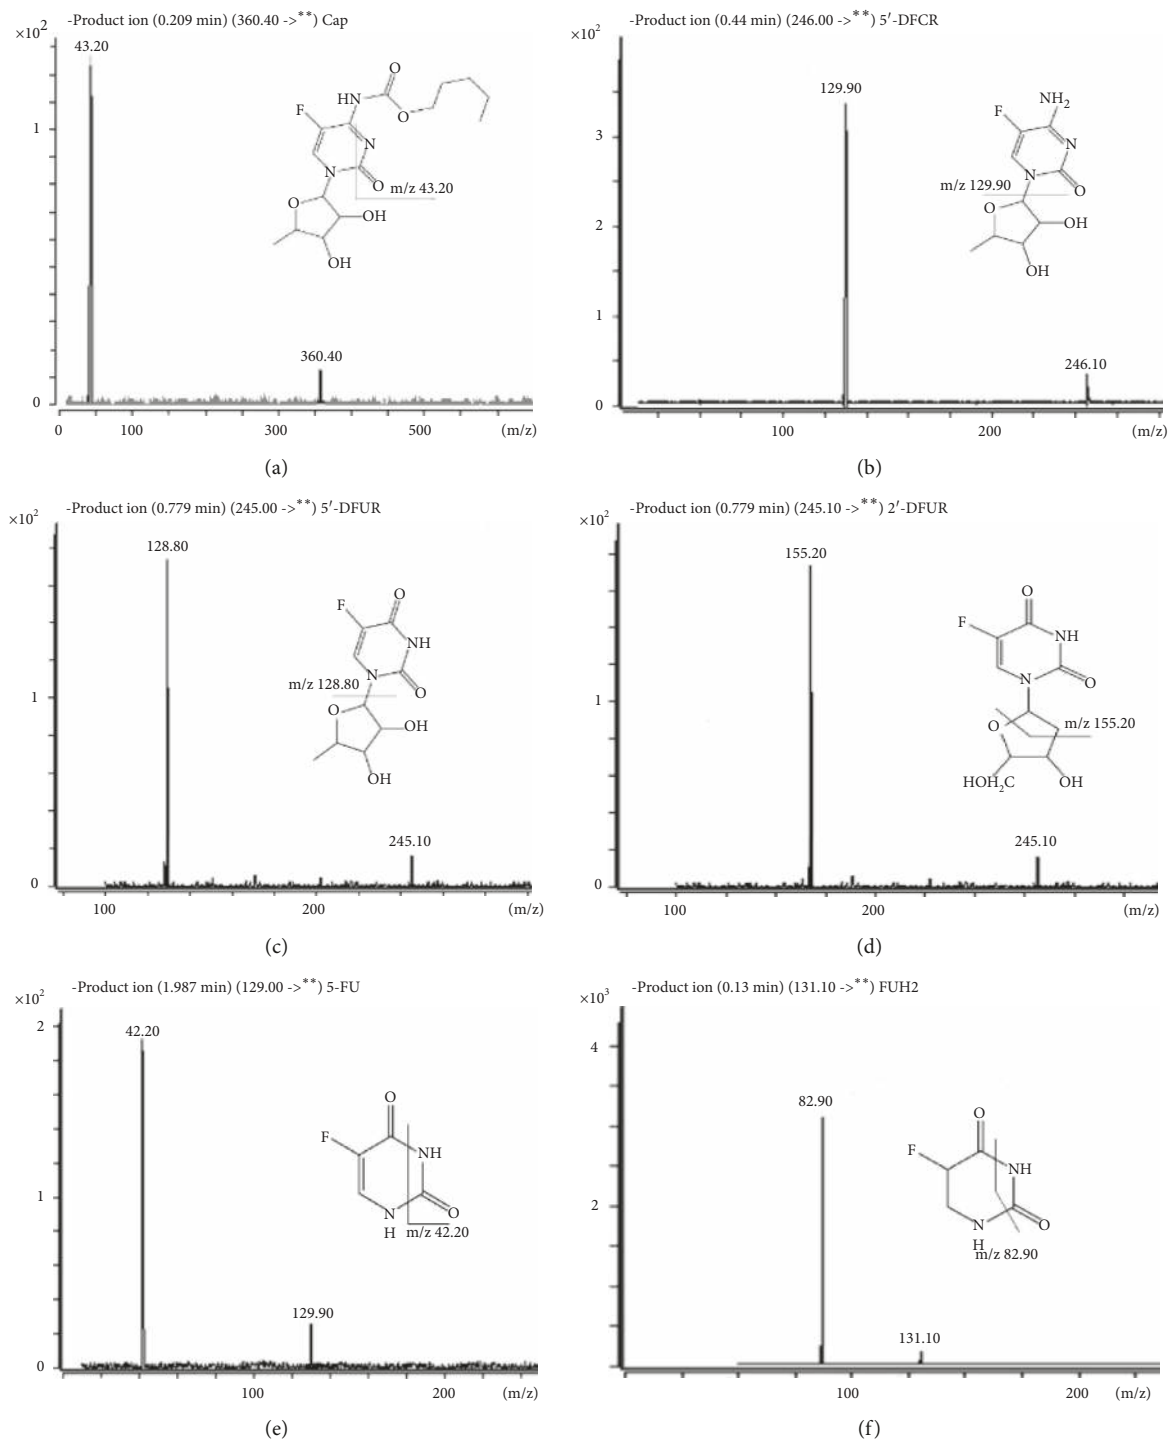 -Product ion (0.209 min) (360.40 ->**) Cap
×10²
43.20
1
0
360.40
0 100 300 500 (m/z)
HN
O
O
F
N
N
O
m/z 43.20
O
OH
OH
(a)
-Product ion (0.44 min) (246.00 ->**) 5′-DFCR
×10²
129.90
3
2
1
0
246.10
100 200 (m/z)
NH₂
F
N
N
O
m/z 129.90
O
OH
OH
(b)
-Product ion (0.779 min) (245.00 ->**) 5′-DFUR
×10²
128.80
1
0
245.10
100 200 (m/z)
O
F
NH
N
O
m/z 128.80
O
OH
OH
(c)
-Product ion (0.779 min) (245.10 ->**) 2′-DFUR
×10²
155.20
1
0
245.10
100 200 (m/z)
O
F
NH
N
O
m/z 155.20
O
HOH₂C
OH
(d)
-Product ion (1.987 min) (129.00 ->**) 5-FU
×10²
2
42.20
1
0
129.90
100 200 (m/z)
O
F
NH
N
H
O
m/z 42.20
(e)
-Product ion (0.13 min) (131.10 ->**) FUH2
×10³
4
82.90
2
0
131.10
100 200 (m/z)
O
F
NH
N
H
O
m/z 82.90
(f)